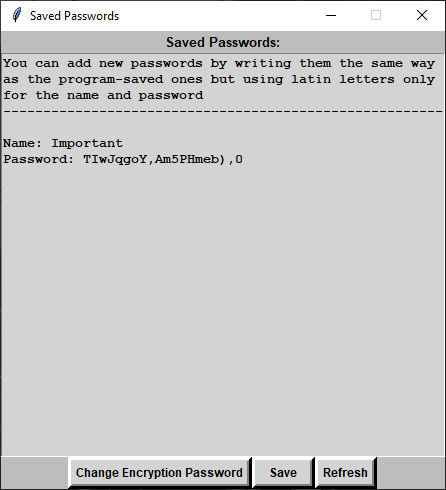 Saved Passwords
Saved Passwords:
You can add new passwords by writing them the same way
as the program-saved ones but using latin letters only
for the name and password
-------------------------------------------------------
Name: Important
Password: TIwJqgoY,Am5PHmeb),0
Change Encryption Password
Save
Refresh